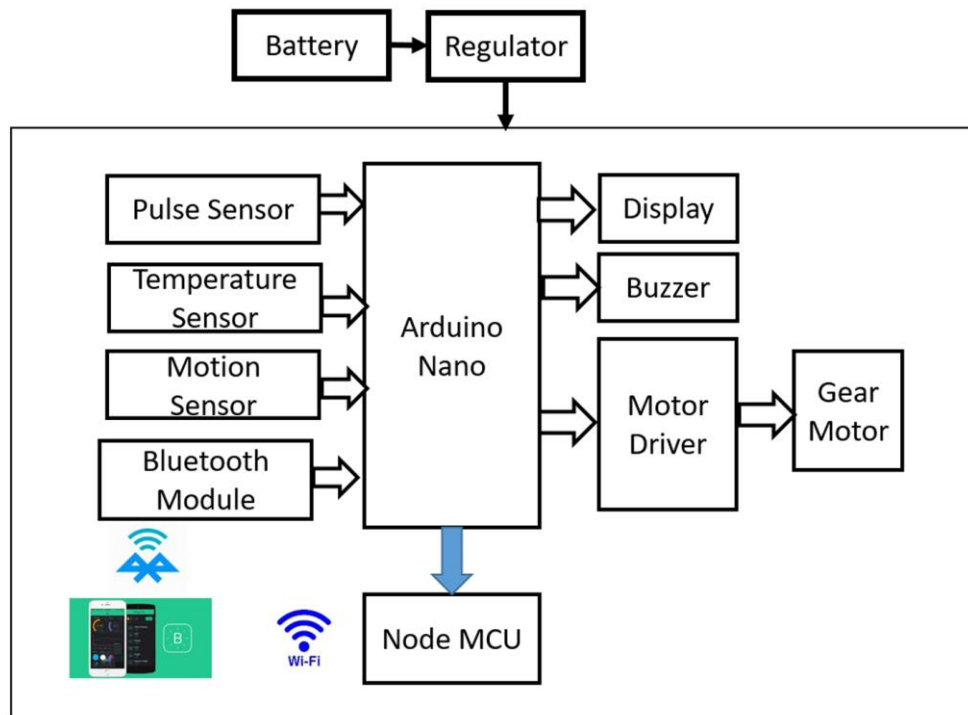 Battery
Regulator
Pulse Sensor
Temperature
Sensor
Motion
Sensor
Bluetooth
Module
Arduino
Nano
Display
Buzzer
Motor
Driver
Gear
Motor
B
Wi-Fi
Node MCU